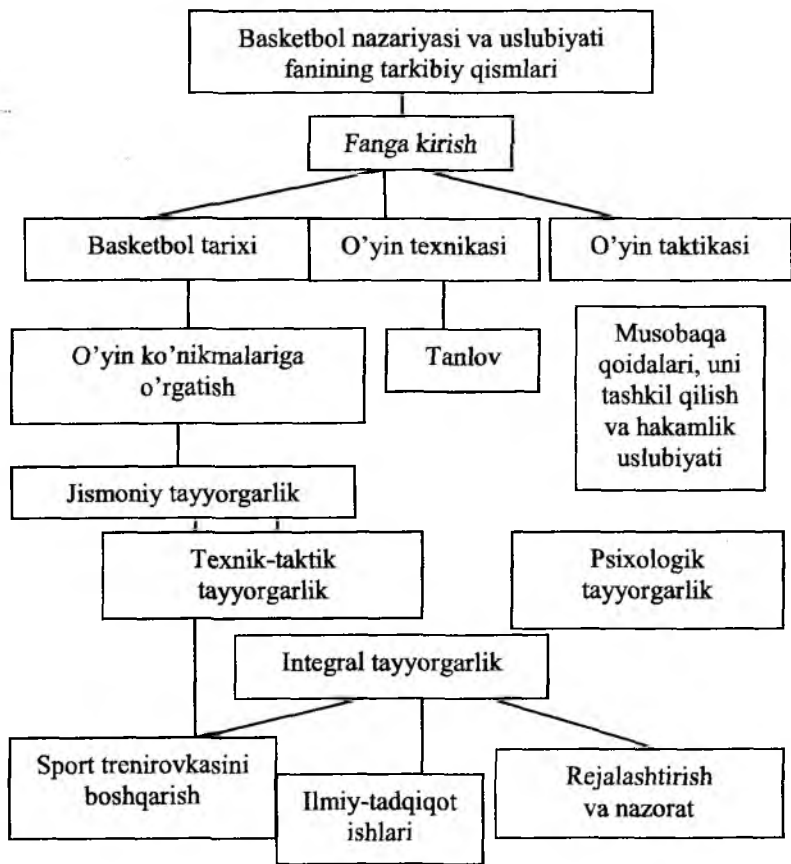 Basketbol nazariyasi va uslubiyati
fanining tarkibiy qismlari
Fanga kirish
Basketbol tarixi
O'yin texnikasi
O'yin taktikasi
O'yin ko'nikmalariga
o'rgatish
Tanlov
Musobaqa
qoidalari, uni
tashkil qilish
va hakamlik
uslubiyati
Jismoniy tayyorgarlik
Texnik-taktik
tayyorgarlik
Psixologik
tayyorgarlik
Integral tayyorgarlik
Sport trenirovkasini
boshqarish
Ilmiy-tadqiqot
ishlari
Rejalashtirish
va nazorat